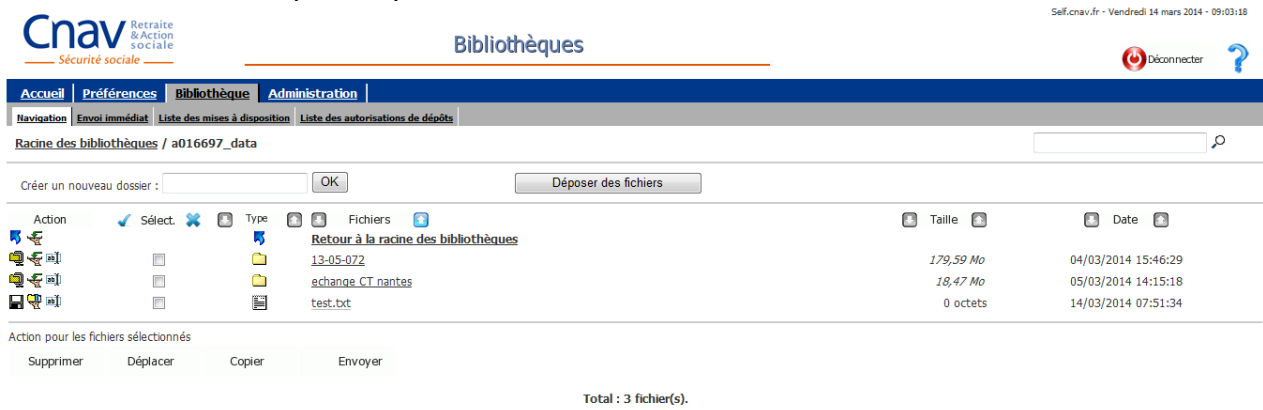 Self.cnav.fr - Vendredi 14 mars 2014 - 09:03:18
Cnav Retraite
&Action
sociale
Sécurité sociale
Bibliothèques
Déconnecter
Accueil Préférences Bibliothèque Administration
Navigation Envoi immédiat Liste des mises à disposition Liste des autorisations de dépôts
Racine des bibliothèques / a016697_data
Créer un nouveau dossier : OK Déposer des fichiers
Action Sélect. Type Fichiers Taille Date
Retour à la racine des bibliothèques
13-05-072 179,59 Mo 04/03/2014 15:46:29
echange CT nantes 18,47 Mo 05/03/2014 14:15:18
test.txt 0 octets 14/03/2014 07:51:34
Action pour les fichiers sélectionnés
Supprimer Déplacer Copier Envoyer
Total : 3 fichier(s).